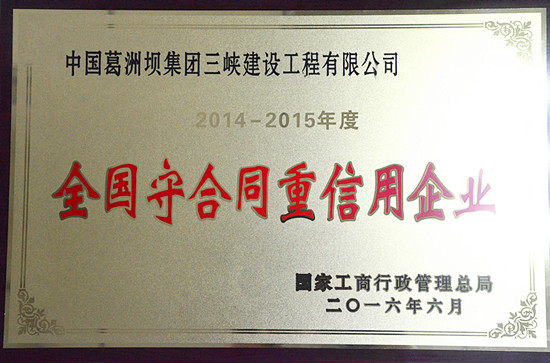 中国葛洲坝集团三峡建设工程有限公司
2014-2015年度
全国守合同重信用企业
国家工商行政管理总局
二〇一六年六月